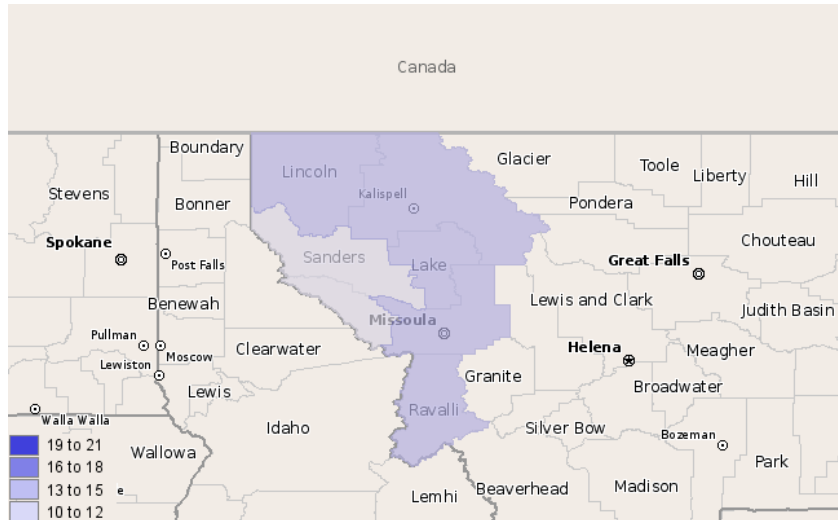 Canada
Boundary
Glacier
Toole
Liberty
Hill
Lincoln
Stevens
Kalispell
Bonner
Pondera
Spokane
Chouteau
Sanders
Lake
Post Falls
Great Falls
Benewah
Lewis and Clark
Judith Basin
Missoula
Pullman
Moscow
Clearwater
Helena
Meagher
Lewiston
Granite
Broadwater
Lewis
Ravalli
Walla Walla
Idaho
Silver Bow
Bozeman
19 to 21
Wallowa
16 to 18
Park
13 to 15
e
Lemhi
Beaverhead
Madison
10 to 12